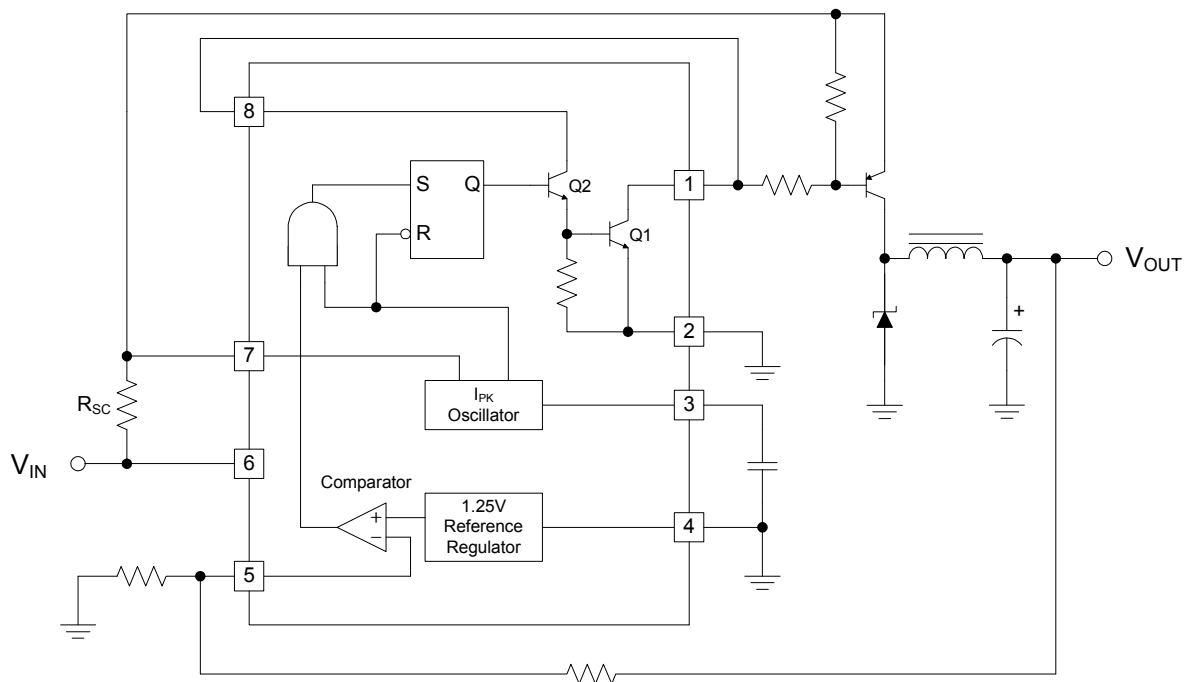 8
S Q
Q2
1
R
Q1
V_OUT
+
2
7
I_PK
Oscillator
3
R_SC
V_IN
6
Comparator
+
−
1.25V
Reference
Regulator
4
5